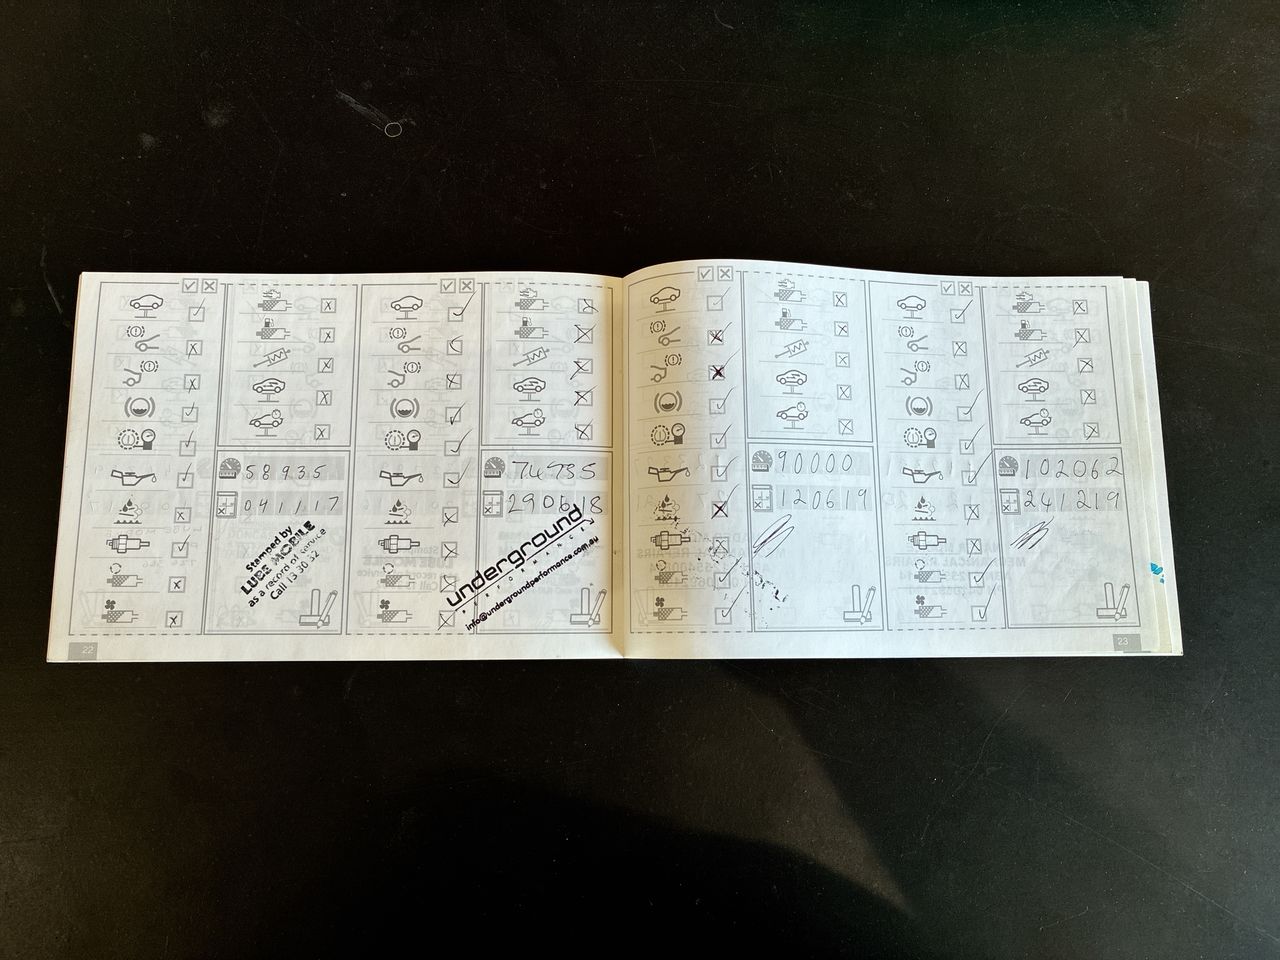 58935
041117
Stamped by
LUBE MOBILE
as a record of service
Call 13 30 32
74735
290618
underground
PERFORMANCE
info@undergroundperformance.com.au
22
90000
120619
102062
241219
23